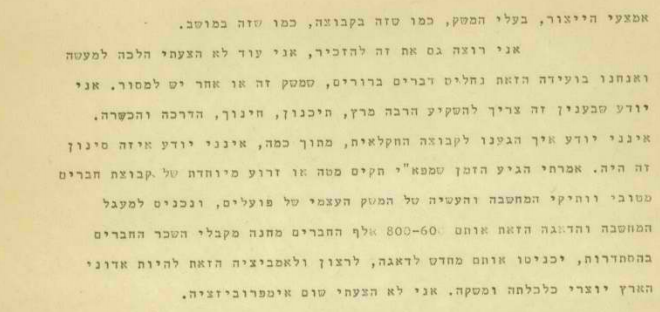 אמצעי הייצור, בעלי המשק, כמו שזה בקבוצה, כמו שזה במושב.
אני רוצה גם את זה להזכיר, אני עוד לא הצעתי הלכה למעשה
ואנחנו בועידה הזאת נחליט דברים ברורים, שמשק זה או אחר יש למסור. אני
יודע שבענין זה צריך להשקיע הרבה מרץ, תיכנון, חינוך, הדרכה והכשרה.
אינני יודע איך הגענו לקבוצה החקלאית, מתוך כמה, אינני יודע איזה סינון
זה היה. אמרתי הגיע הזמן שמפא"י תקים מטה או זרוע מיוחדת של קבוצת חברים
מטובי וותיקי המחשבה והעשיה של המשק העצמי של פועלים, ונכניס למעגל
המחשבה והדאגה הזאת אותם 800-600 אלף החברים מחנה מקבלי השכר החברים
בהסתדרות, יכניסו אותם מחדש לדאגה, לרצון ולאמביציה הזאת להיות אדוני
הארץ יוצרי כלכלתה ומשקה. אני לא הצעתי שום אימפרוביזציה.